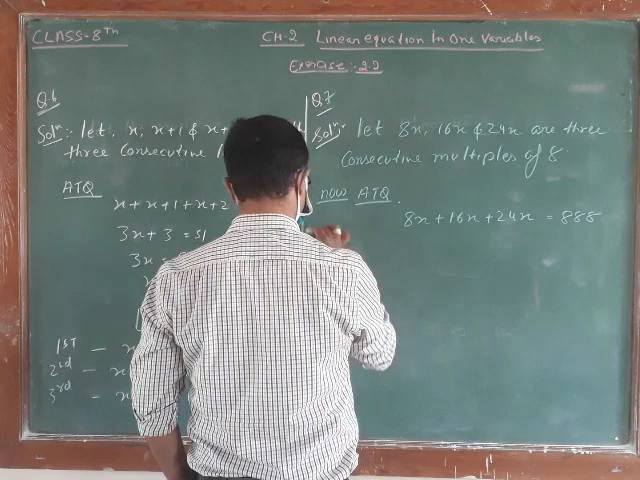 CLASS-8Th
CH-2 Linear equation In One Variables
Exercise:- 2.2
Q.6
Soln:- let, x, x+1 &
three Consecutive
ATQ
x + x+1 + x+2
3x + 3 = 51
3x =
1ST -
2nd -
3rd -
Q.7
Soln:- let 8x, 16x & 24x are three
Consecutive multiples of 8.
now ATQ.
8x + 16x + 24x = 888